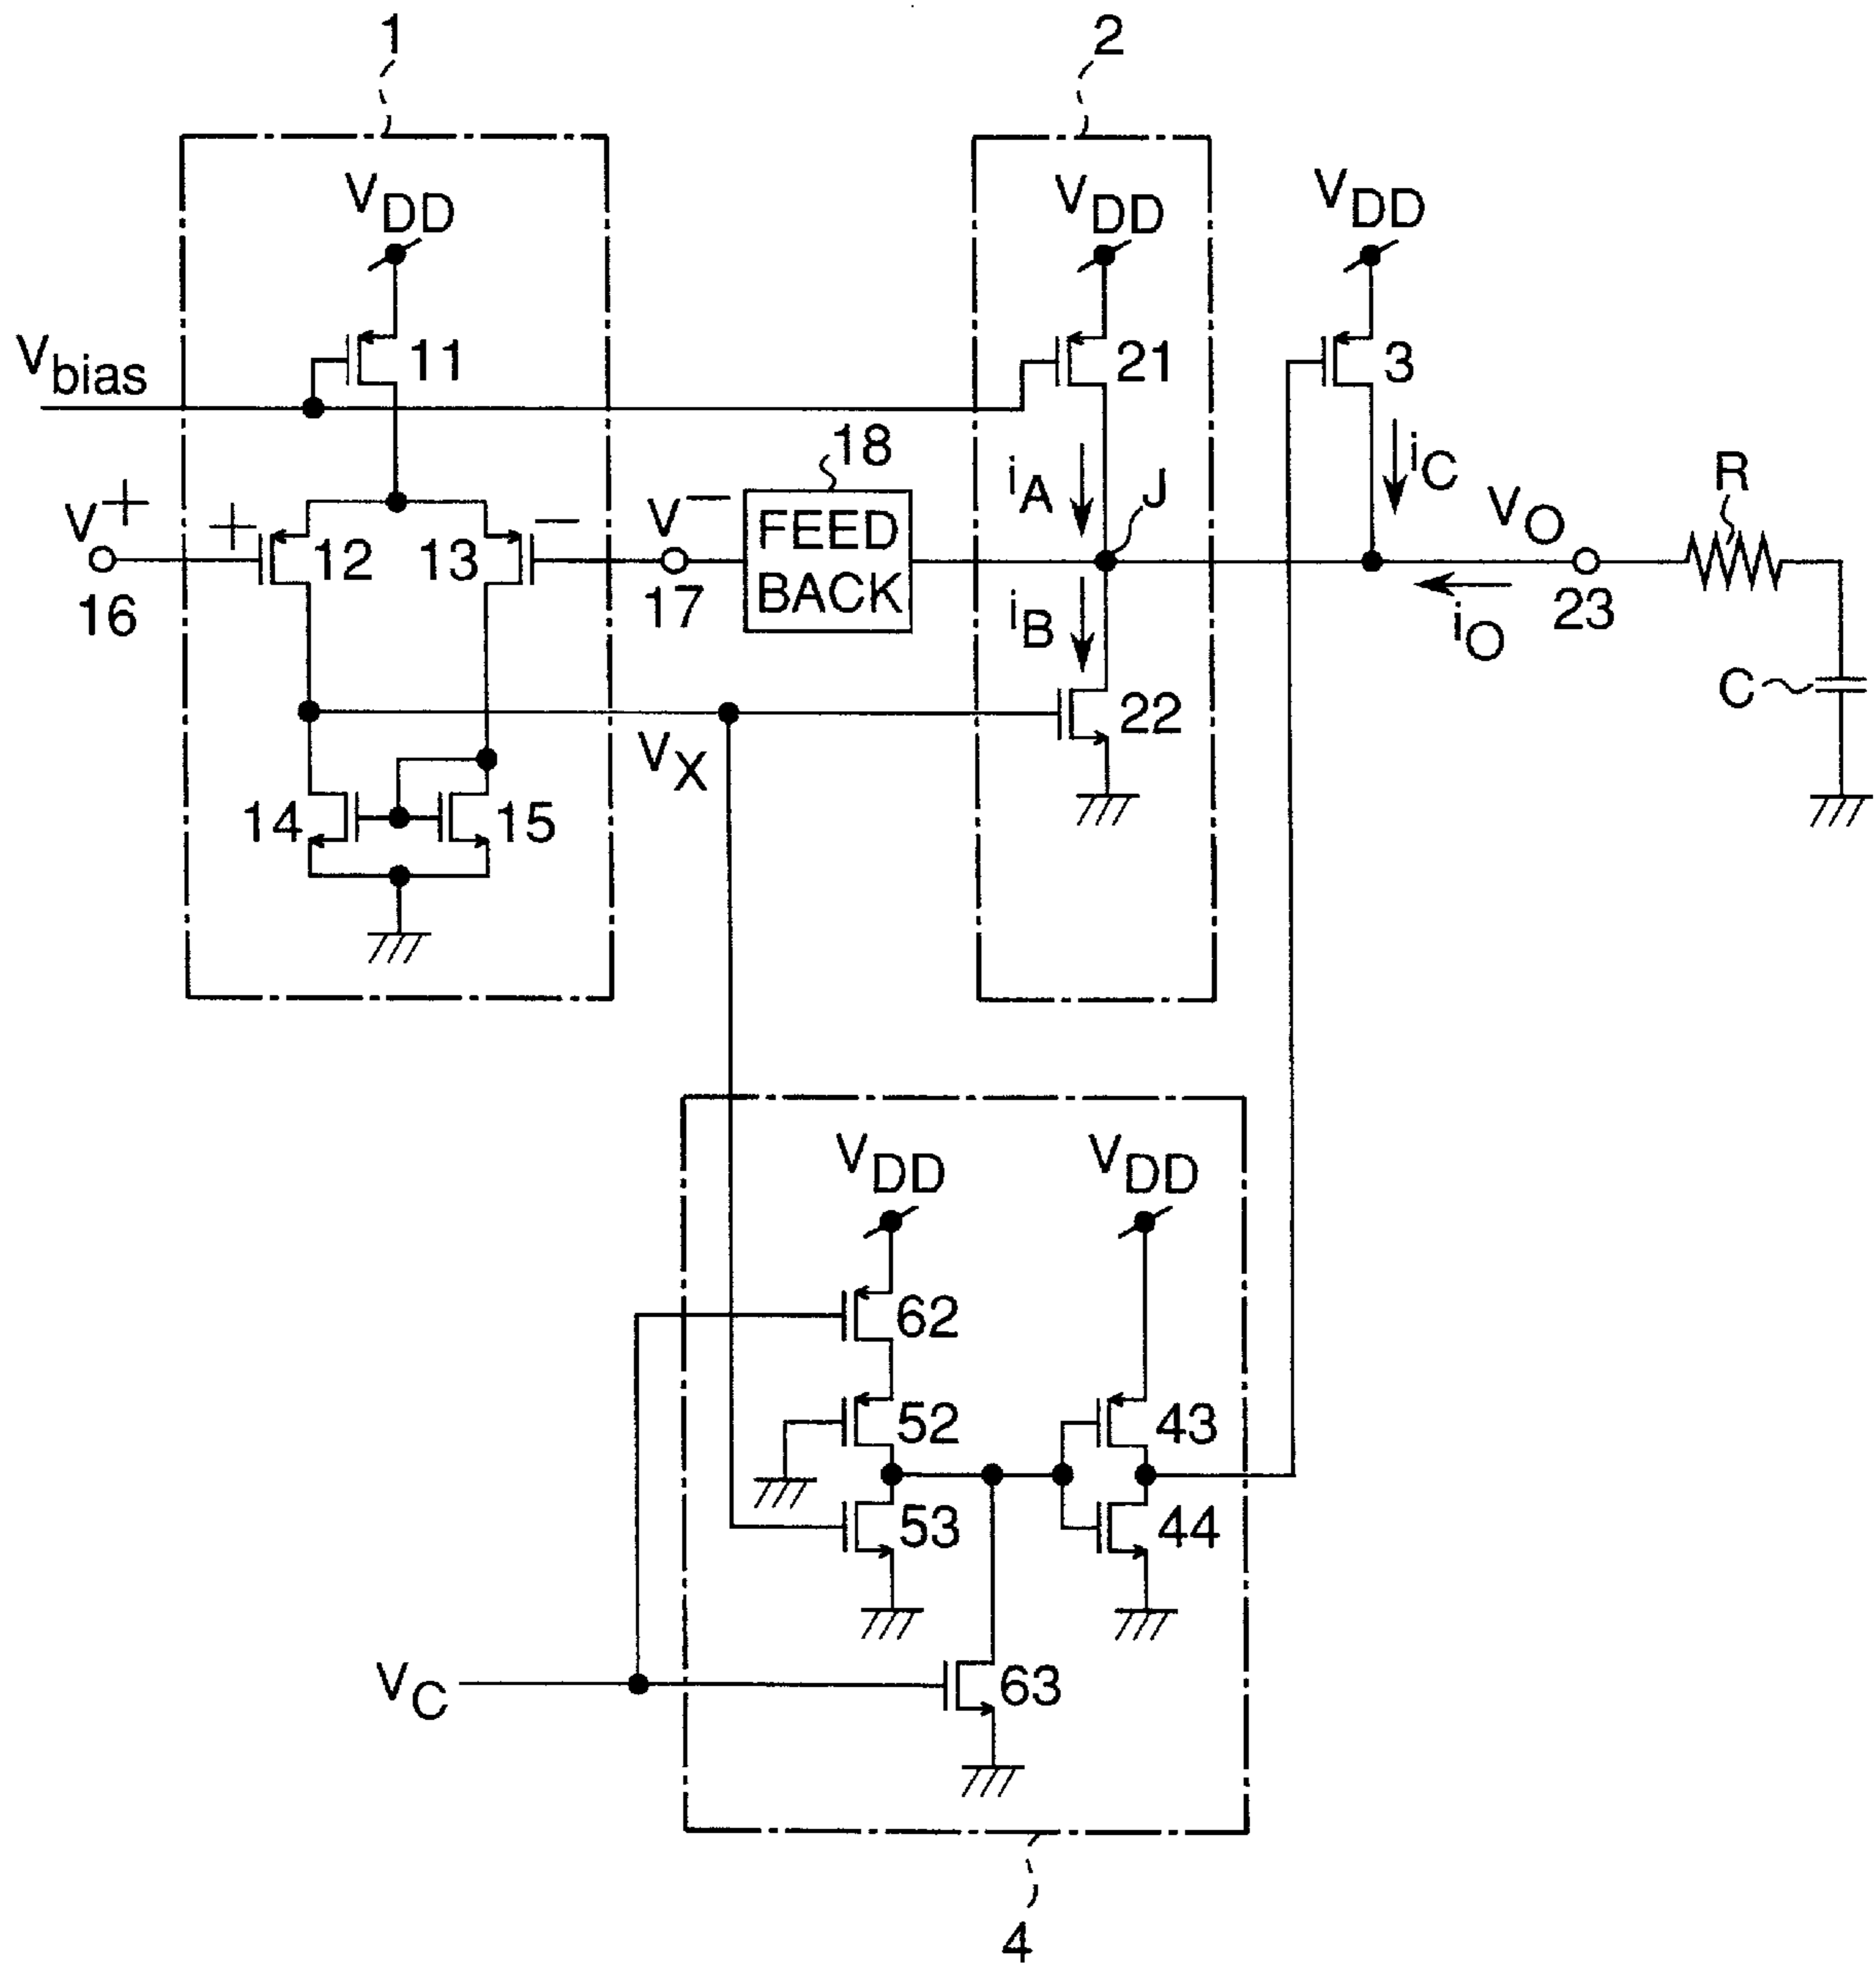 1
2
VDD
VDD
VDD
Vbias
11
21
3
18
iA
J
iC
VO
R
V+
+
12
13
−
V−
FEED
BACK
16
17
iB
iO
23
C
22
VX
14
15
VDD
VDD
62
52
43
53
44
VC
63
4